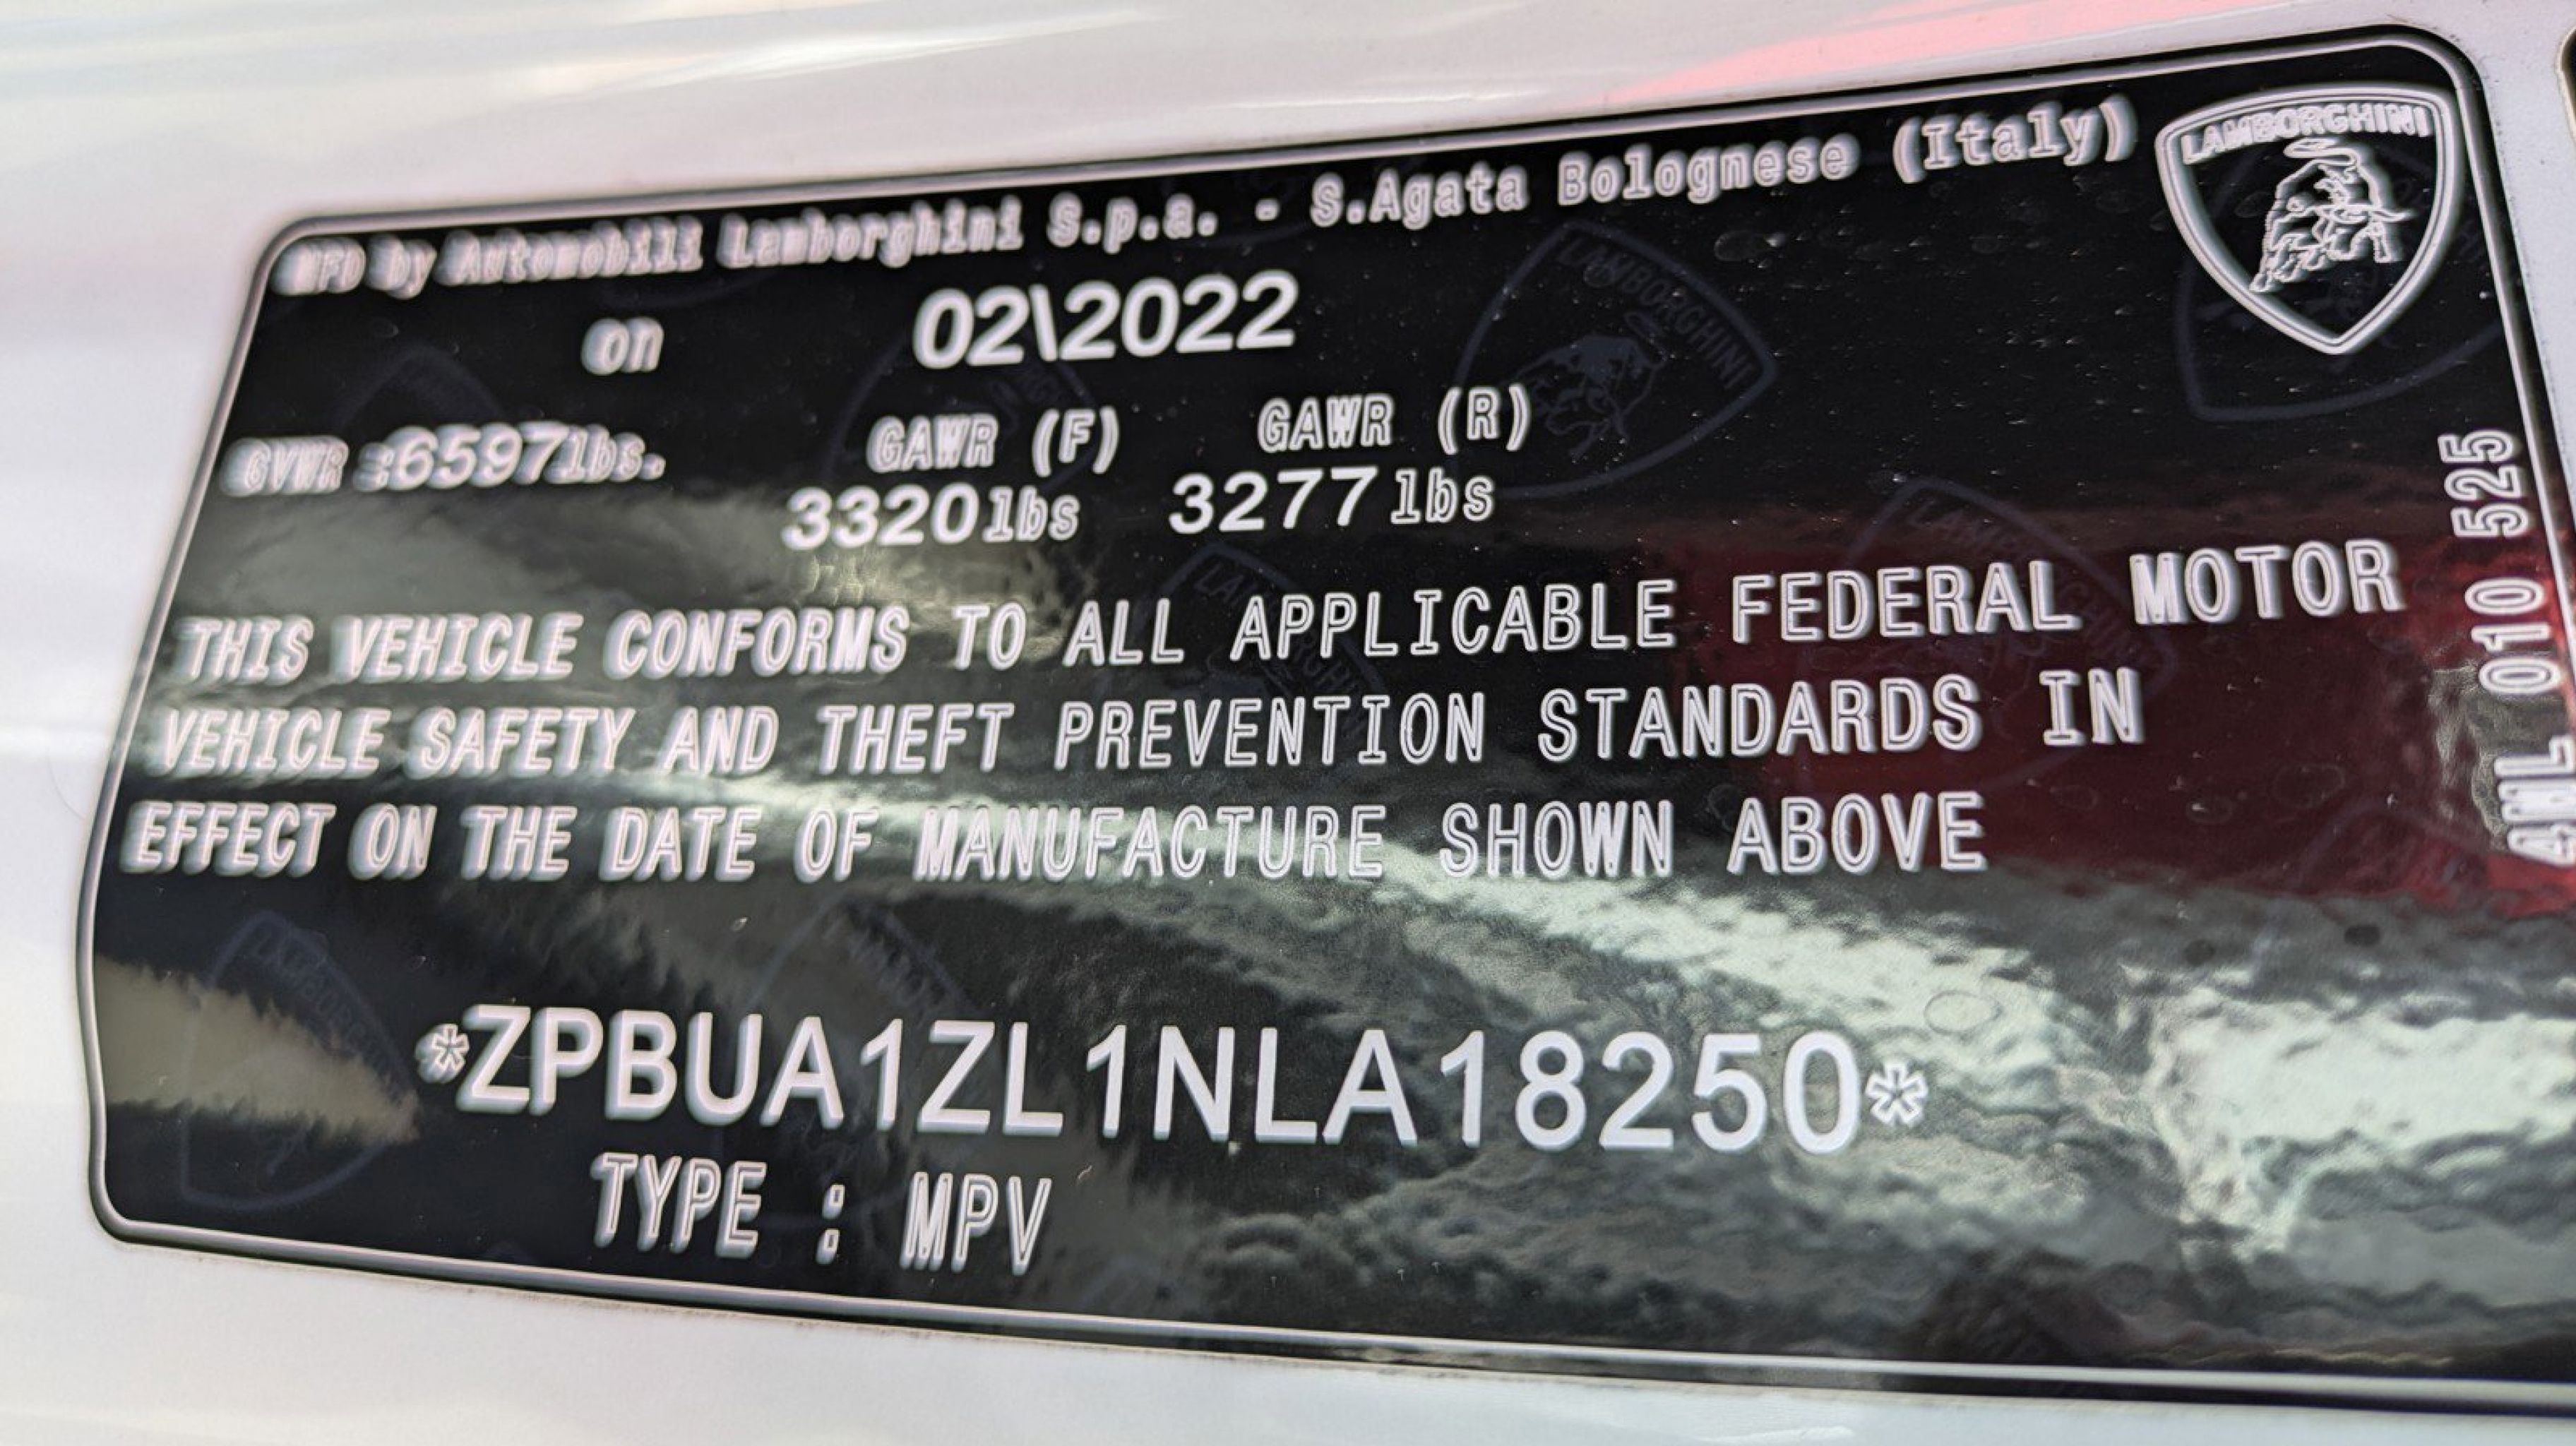 MFD by Automobili Lamborghini S.p.a. - S.Agata Bolognese (Italy)
LAMBORGHINI
on 02\2022
GVWR :6597lbs. GAWR (F) GAWR (R)
3320lbs 3277lbs
THIS VEHICLE CONFORMS TO ALL APPLICABLE FEDERAL MOTOR
VEHICLE SAFETY AND THEFT PREVENTION STANDARDS IN
EFFECT ON THE DATE OF MANUFACTURE SHOWN ABOVE
*ZPBUA1ZL1NLA18250*
TYPE : MPV
4ML 010 525